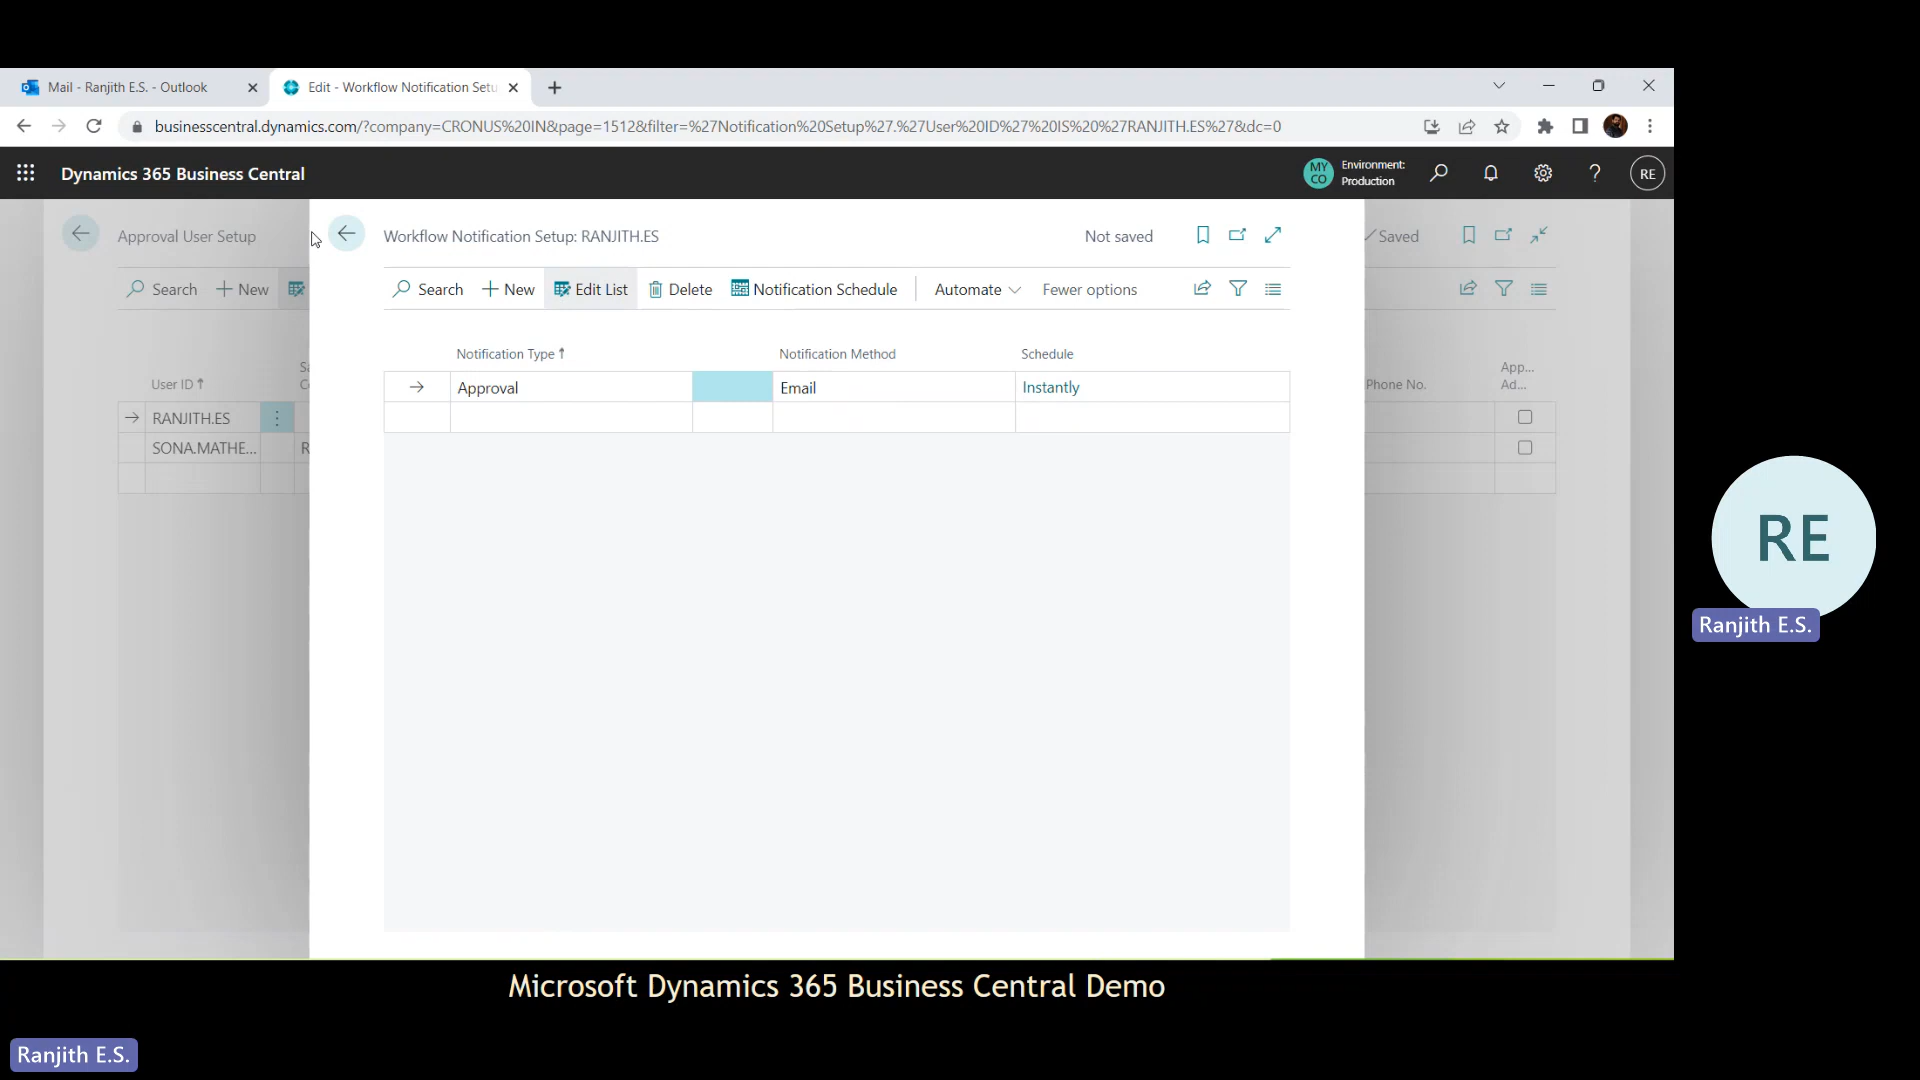 Mail - Ranjith E.S. - Outlook
Edit - Workflow Notification Setu
businesscentral.dynamics.com/?company=CRONUS%20IN&page=1512&filter=%27Notification%20Setup%27.%27User%20ID%27%20IS%20%27RANJITH.ES%27&dc=0
Dynamics 365 Business Central
MY CO
Environment:
Production
?
RE
Approval User Setup
Workflow Notification Setup: RANJITH.ES
Not saved
Saved
Search
New
Search
New
Edit List
Delete
Notification Schedule
Automate
Fewer options
Notification Type
Notification Method
Schedule
User ID
Sa
C
Phone No.
App...
Ad...
Approval
Email
Instantly
RANJITH.ES
SONA.MATHE...
R
RE
Ranjith E.S.
Microsoft Dynamics 365 Business Central Demo
Ranjith E.S.